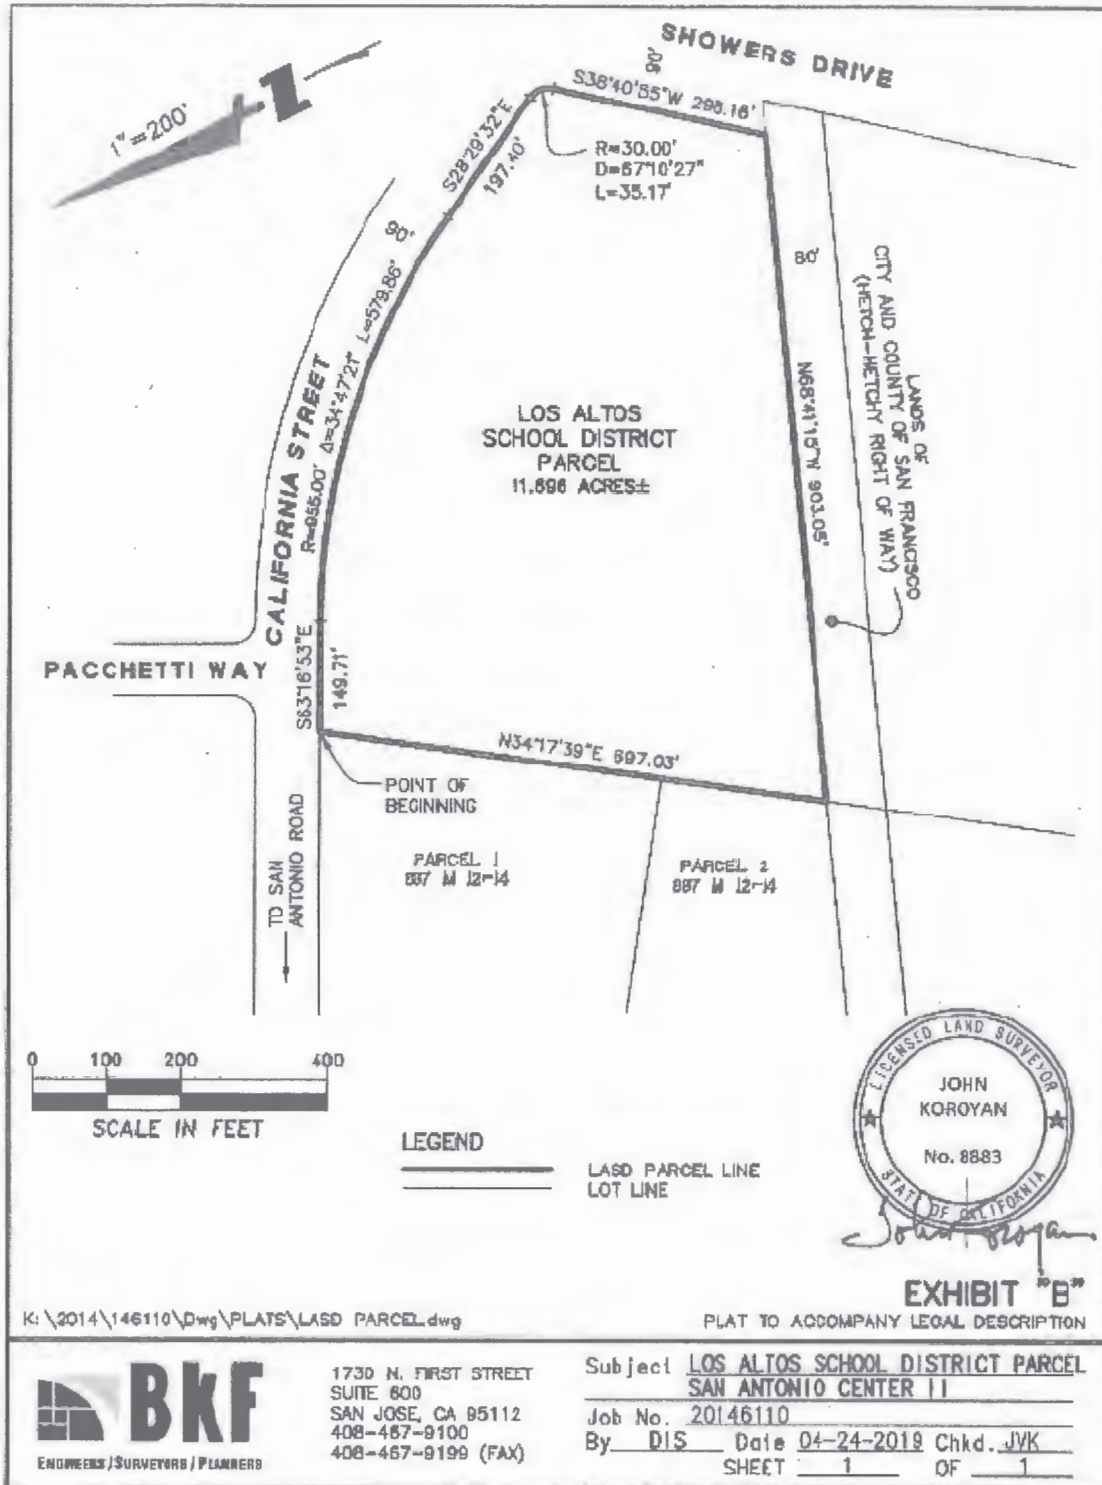 SHOWERS DRIVE
90'
1"=200'
S38°40'55"W 295.16'
S28°29'32"E
197.40'
R=30.00'
D=67°10'27"
L=35.17'
90'
80'
CALIFORNIA STREET
R=955.00' Δ=34°47'21" L=579.86'
LANDS OF
CITY AND COUNTY OF SAN FRANCISCO
(HETCH-HETCHY RIGHT OF WAY)
N68°41'15"W 903.05'
LOS ALTOS
SCHOOL DISTRICT
PARCEL
11.696 ACRES±
PACCHETTI WAY
S63°16'53"E
149.71'
N34°17'39"E 697.03'
POINT OF
BEGINNING
TO SAN
ANTONIO ROAD
PARCEL 1
887 M 12-14
PARCEL 2
887 M 12-14
0 100 200 400
SCALE IN FEET
LEGEND
LASD PARCEL LINE
LOT LINE
LICENSED LAND SURVEYOR
JOHN
KOROYAN
No. 8883
STATE OF CALIFORNIA
John Koroyan
EXHIBIT "B"
K:\2014\146110\Dwg\PLATS\LASD PARCEL.dwg
PLAT TO ACCOMPANY LEGAL DESCRIPTION
BKF
ENGINEERS / SURVEYORS / PLANNERS
1730 N. FIRST STREET
SUITE 600
SAN JOSE, CA 95112
408-467-9100
408-467-9199 (FAX)
Subject LOS ALTOS SCHOOL DISTRICT PARCEL
SAN ANTONIO CENTER II
Job No. 20146110
By DIS Date 04-24-2019 Chkd. JVK
SHEET 1 OF 1